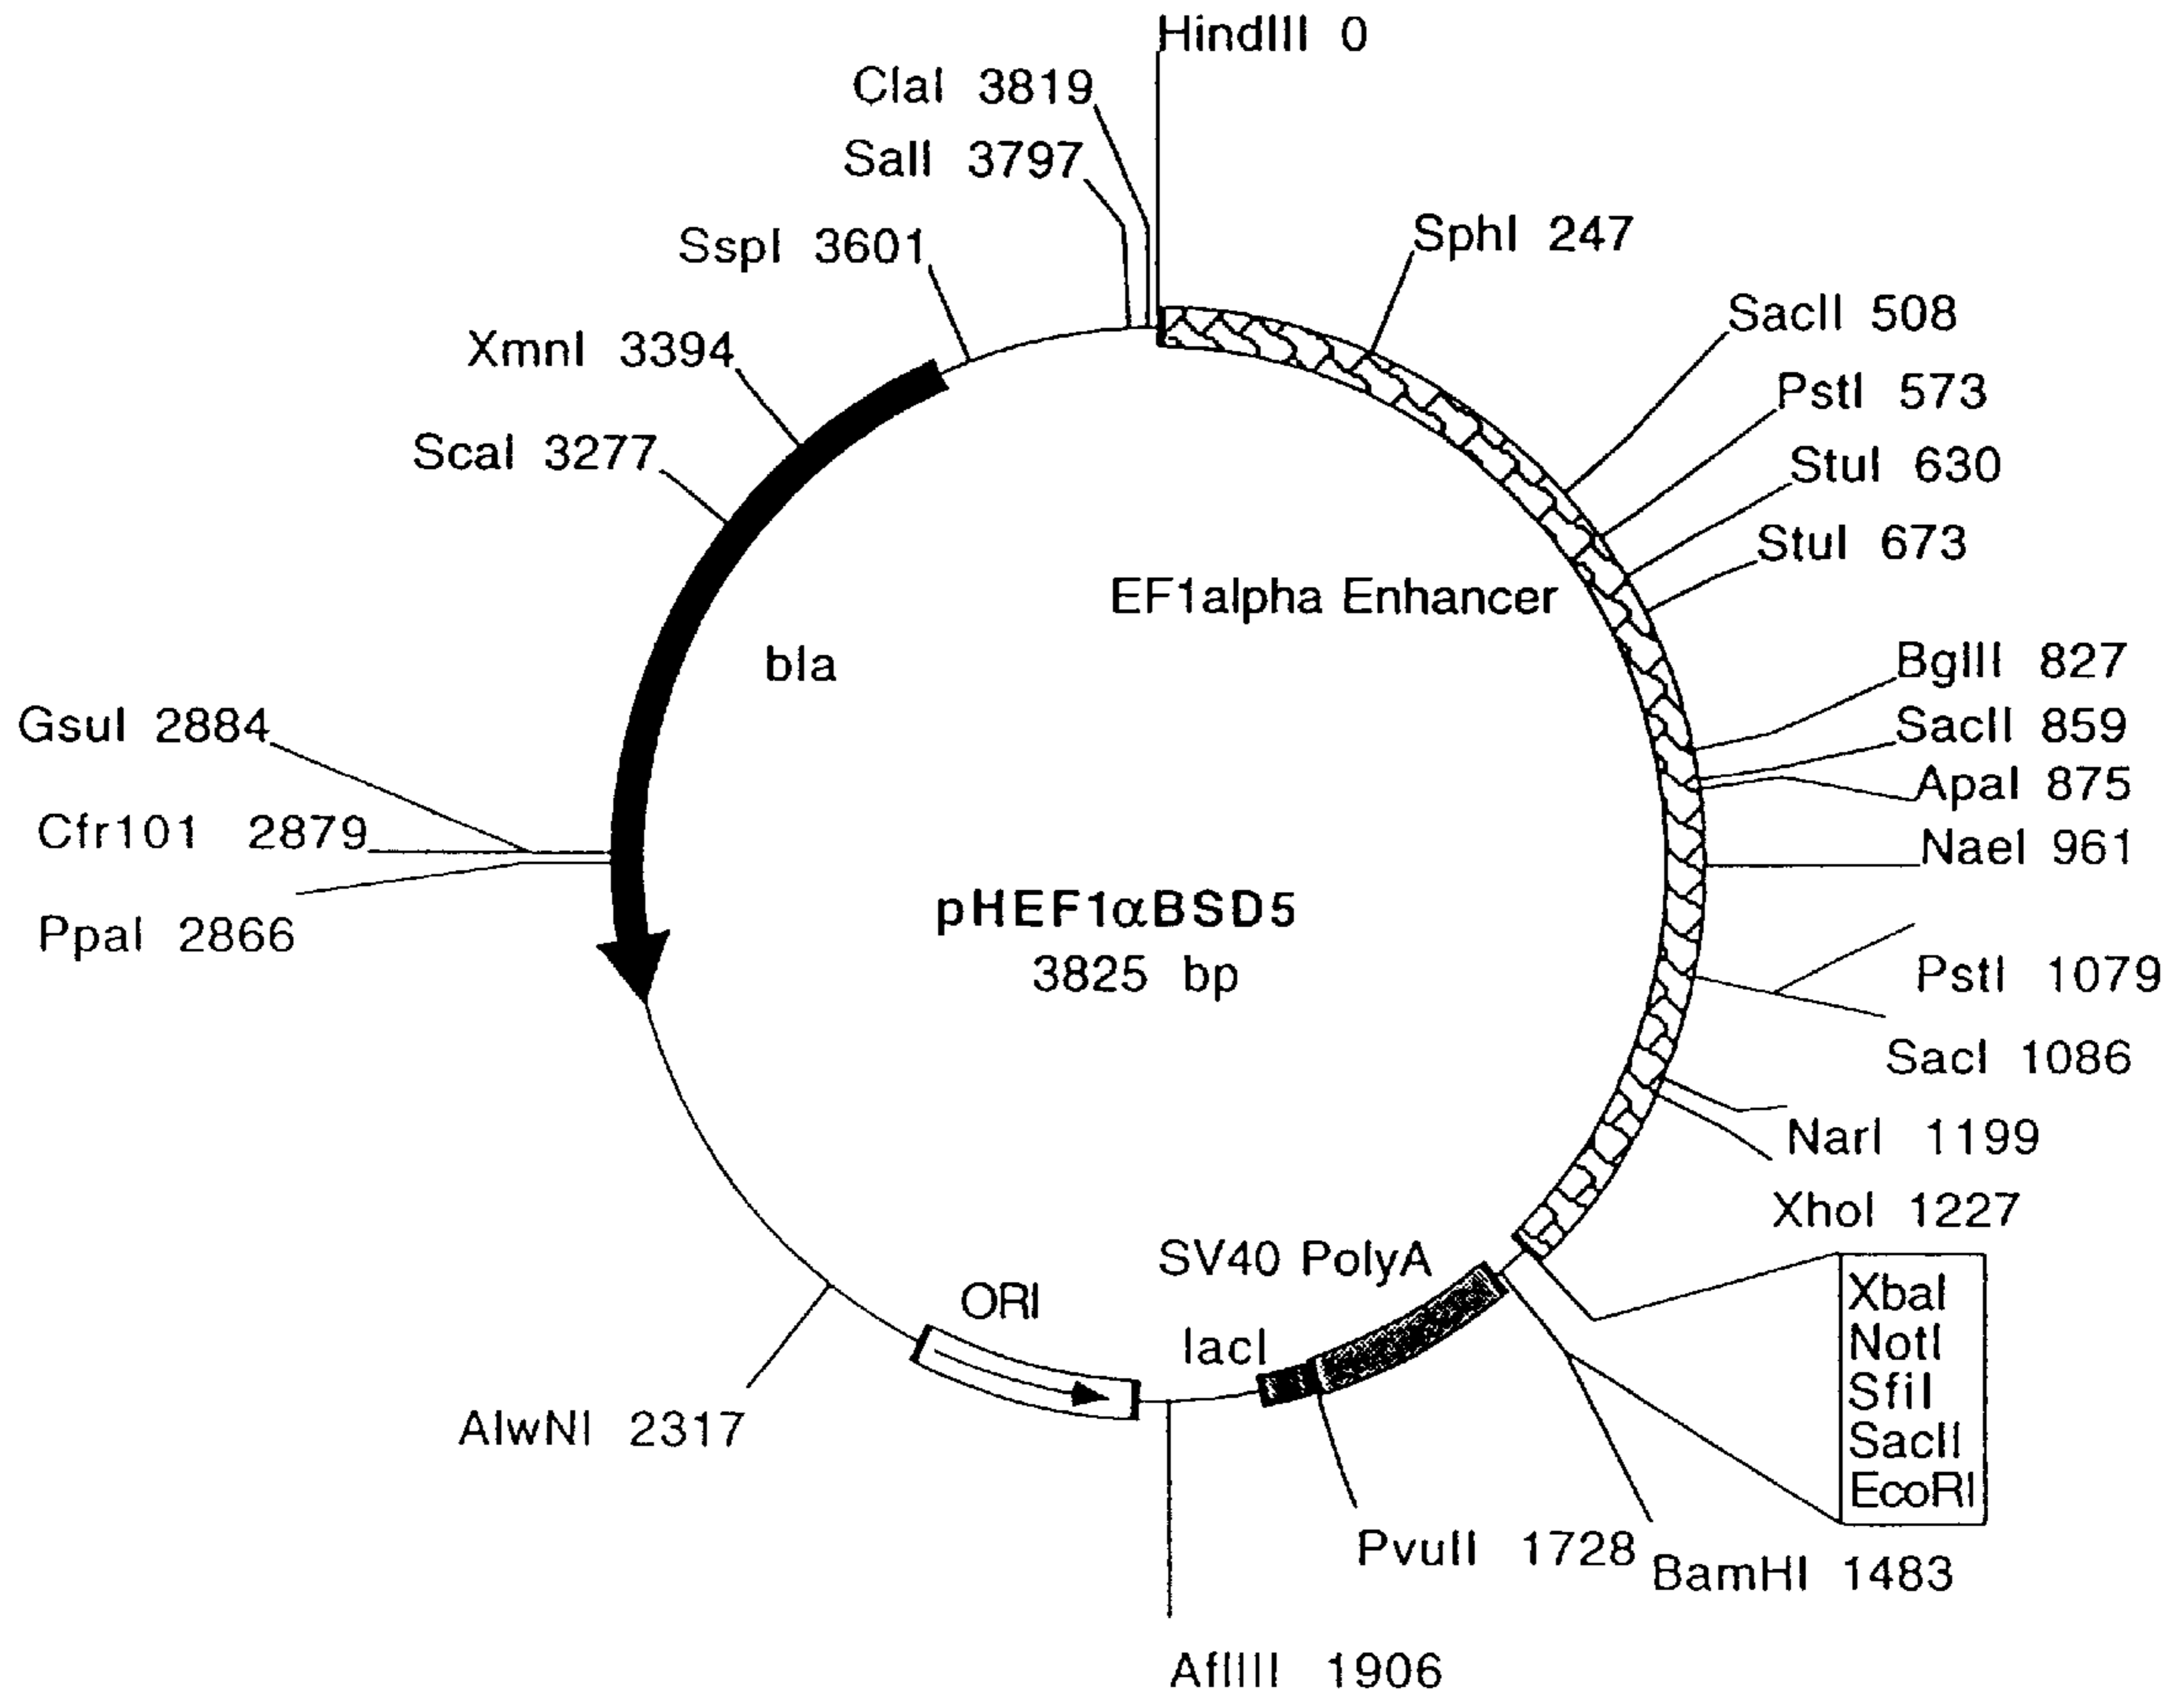 HindIII 0
ClaI 3819
SalI 3797
SspI 3601
SphI 247
XmnI 3394
SacII 508
ScaI 3277
PstI 573
StuI 630
StuI 673
EF1alpha Enhancer
bla
BglII 827
GsuI 2884
SacII 859
ApaI 875
Cfr101 2879
NaeI 961
PpaI 2866
pHEF1αBSD5
3825 bp
PstI 1079
SacI 1086
NarI 1199
XhoI 1227
SV40 PolyA
ORI
lacI
XbaI
NotI
SfiI
SacII
EcoRI
AlwNI 2317
PvuII 1728
BamHI 1483
AflIII 1906